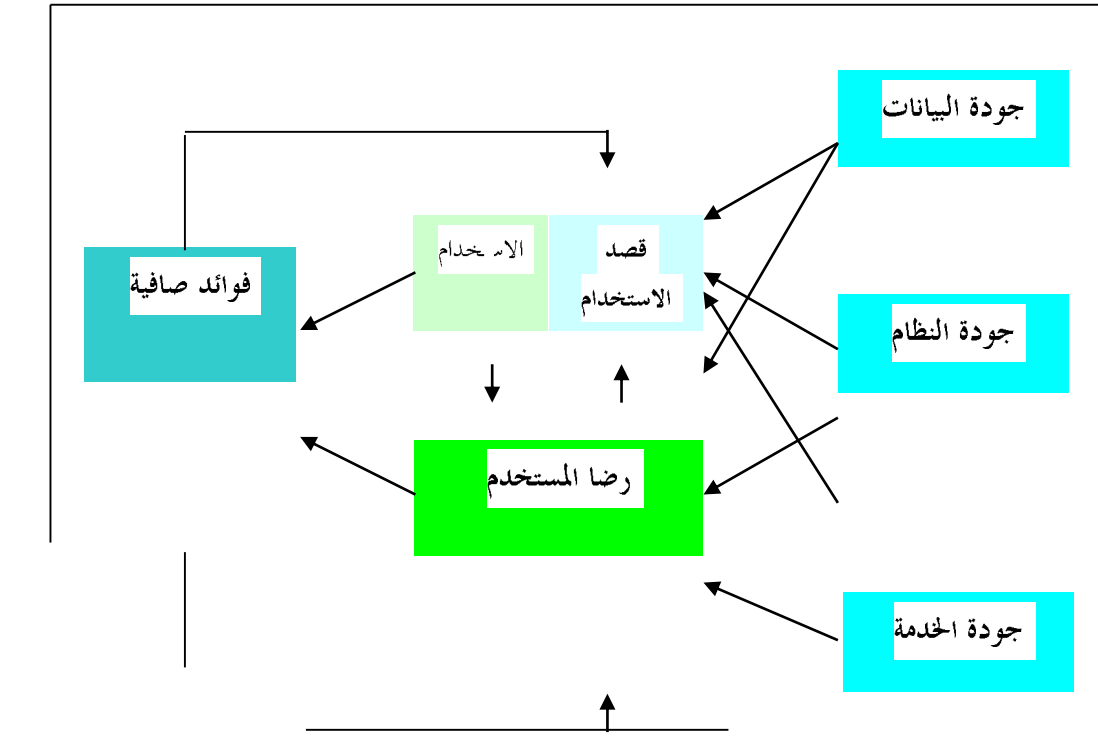 جودة البيانات
قصد
الاستخدام
فوائد صافية
جودة النظام
رضا المستخدم
جودة الخدمة